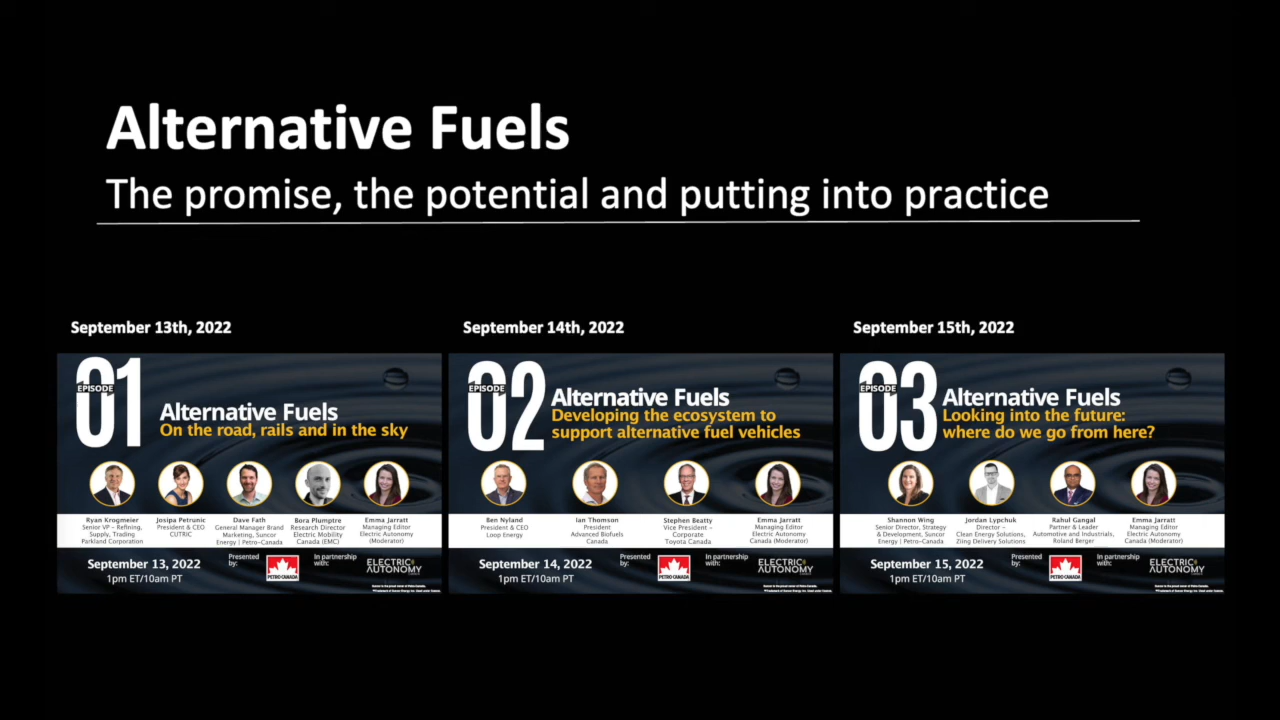 Alternative Fuels
The promise, the potential and putting into practice
September 13th, 2022
EPISODE
01
Alternative Fuels
On the road, rails and in the sky
Ryan Krogmeier
Senior VP – Refining,
Supply, Trading
Parkland Corporation
Josipa Petrunic
President & CEO
CUTRIC
Dave Fath
General Manager Brand
Marketing, Suncor
Energy | Petro-Canada
Bora Plumptre
Research Director
Electric Mobility
Canada (EMC)
Emma Jarratt
Managing Editor
Electric Autonomy
(Moderator)
September 13, 2022
1pm ET/10am PT
Presented
by:
PETRO-CANADA
In partnership
with:
ELECTRIC
AUTONOMY
September 14th, 2022
EPISODE
02
Alternative Fuels
Developing the ecosystem to
support alternative fuel vehicles
Ben Nyland
President & CEO
Loop Energy
Ian Thomson
President
Advanced Biofuels
Canada
Stephen Beatty
Vice President –
Corporate
Toyota Canada
Emma Jarratt
Managing Editor
Electric Autonomy
Canada (Moderator)
September 14, 2022
1pm ET/10am PT
Presented
by:
PETRO-CANADA
In partnership
with:
ELECTRIC
AUTONOMY
September 15th, 2022
EPISODE
03
Alternative Fuels
Looking into the future:
where do we go from here?
Shannon Wing
Senior Director, Strategy
& Development, Suncor
Energy | Petro-Canada
Jordan Lypchuk
Director –
Clean Energy Solutions,
Zing Delivery Solutions
Rahul Gangal
Partner & Leader
Automotive and Industrials,
Roland Berger
Emma Jarratt
Managing Editor
Electric Autonomy
Canada (Moderator)
September 15, 2022
1pm ET/10am PT
Presented
by:
PETRO-CANADA
In partnership
with:
ELECTRIC
AUTONOMY